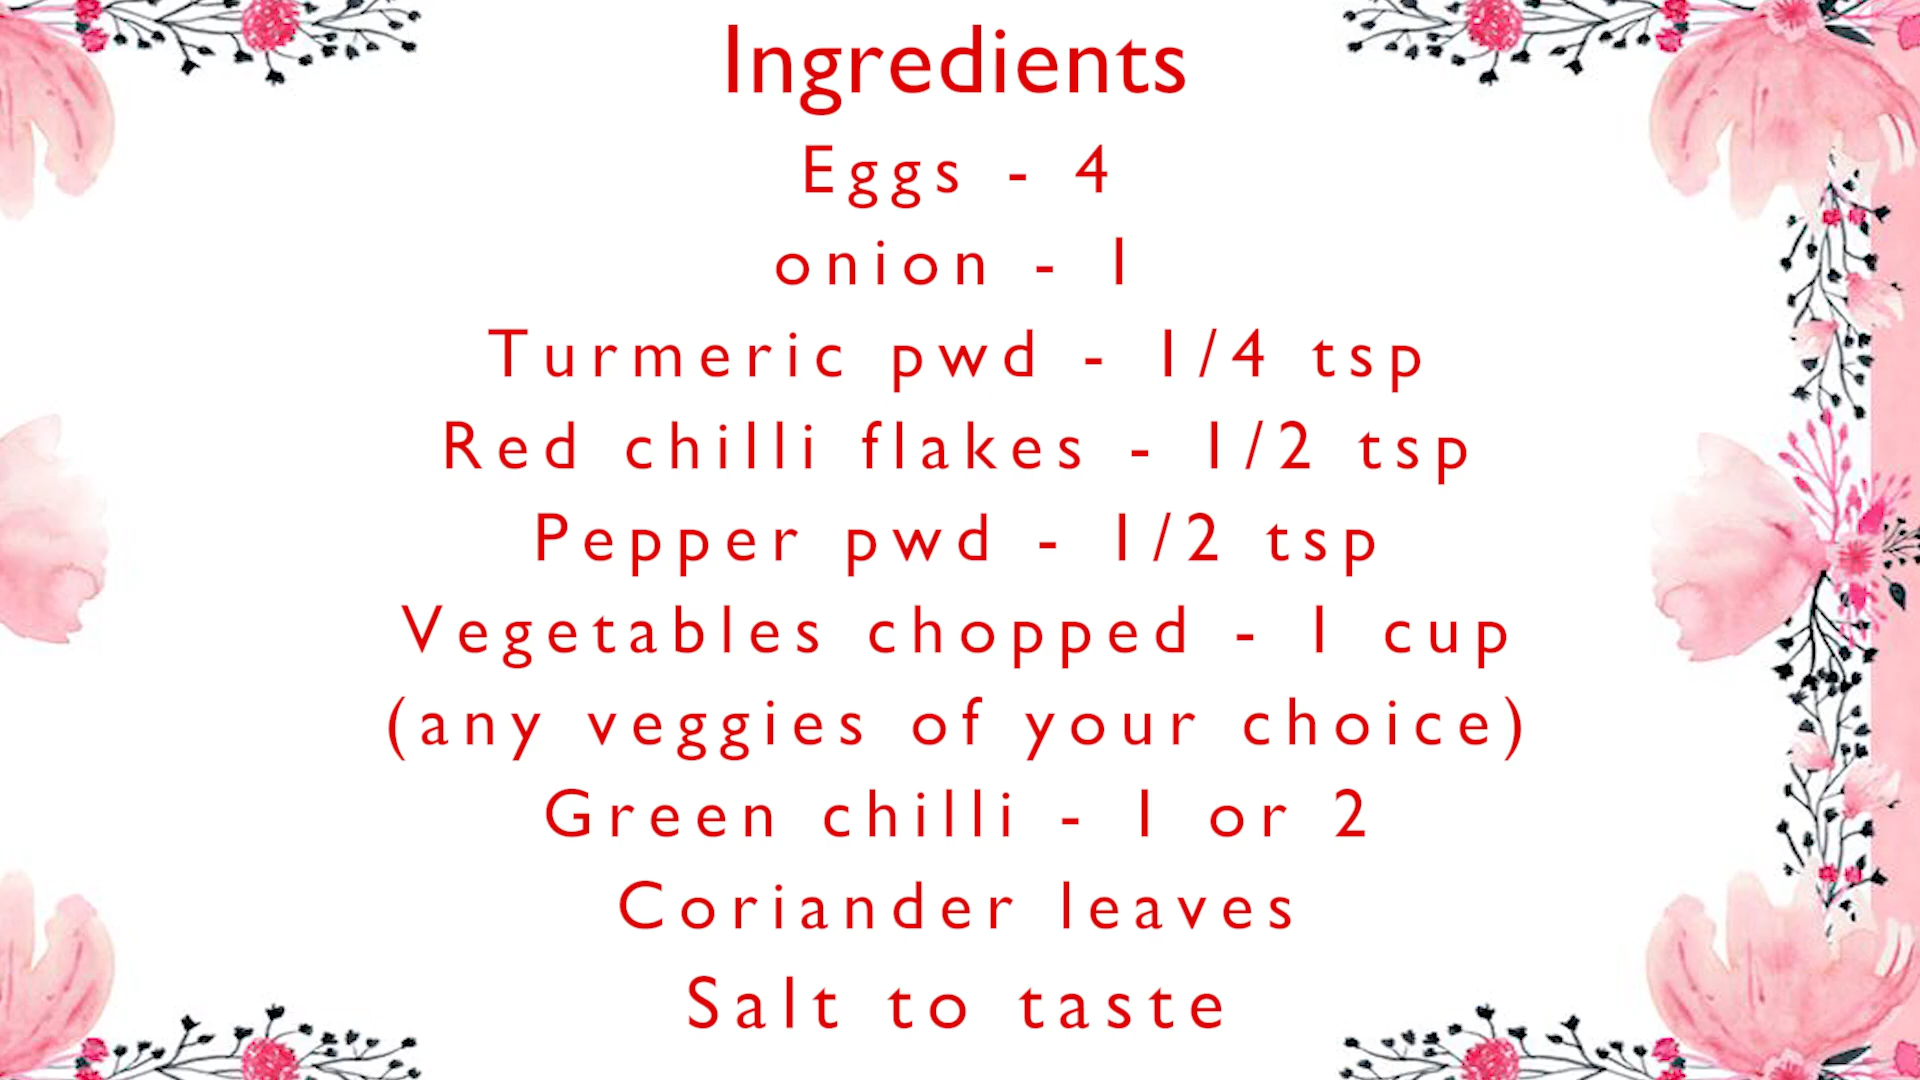 Ingredients
Eggs - 4
onion - 1
Turmeric pwd - 1/4 tsp
Red chilli flakes - 1/2 tsp
Pepper pwd - 1/2 tsp
Vegetables chopped - 1 cup
(any veggies of your choice)
Green chilli - 1 or 2
Coriander leaves
Salt to taste